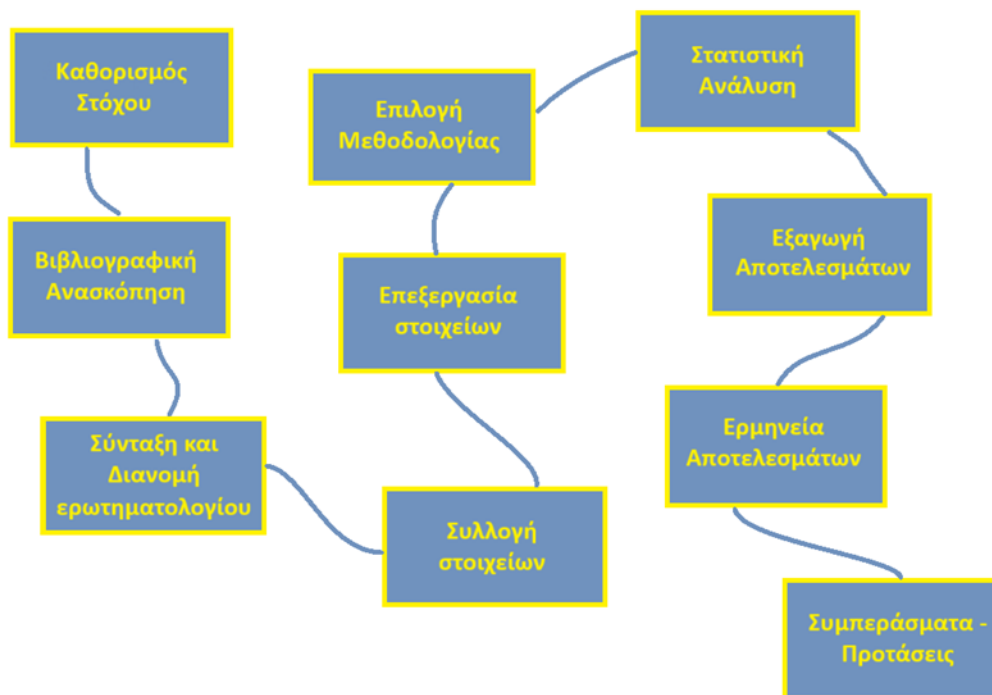 Καθορισμός
Στόχου
Βιβλιογραφική
Ανασκόπηση
Σύνταξη και
Διανομή
ερωτηματολογίου
Συλλογή
στοιχείων
Επεξεργασία
στοιχείων
Επιλογή
Μεθοδολογίας
Στατιστική
Ανάλυση
Εξαγωγή
Αποτελεσμάτων
Ερμηνεία
Αποτελεσμάτων
Συμπεράσματα -
Προτάσεις